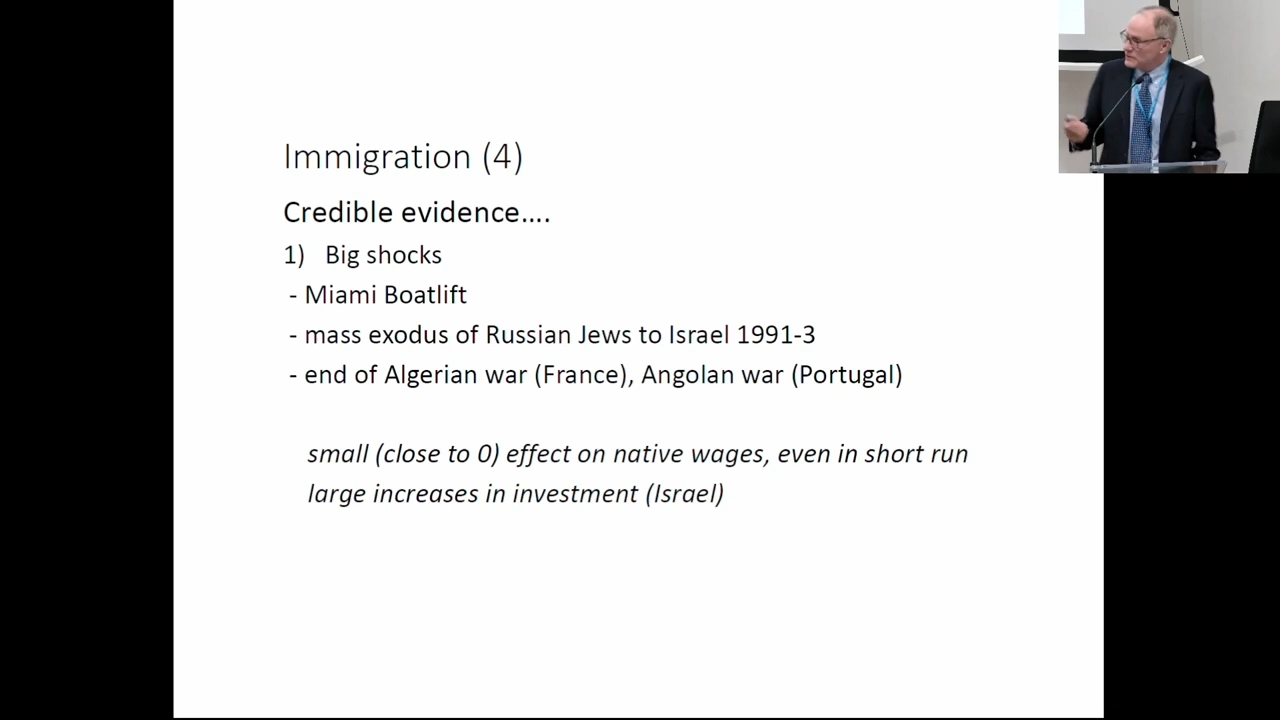 Immigration (4)
Credible evidence….
1) Big shocks
- Miami Boatlift
- mass exodus of Russian Jews to Israel 1991-3
- end of Algerian war (France), Angolan war (Portugal)
small (close to 0) effect on native wages, even in short run
large increases in investment (Israel)